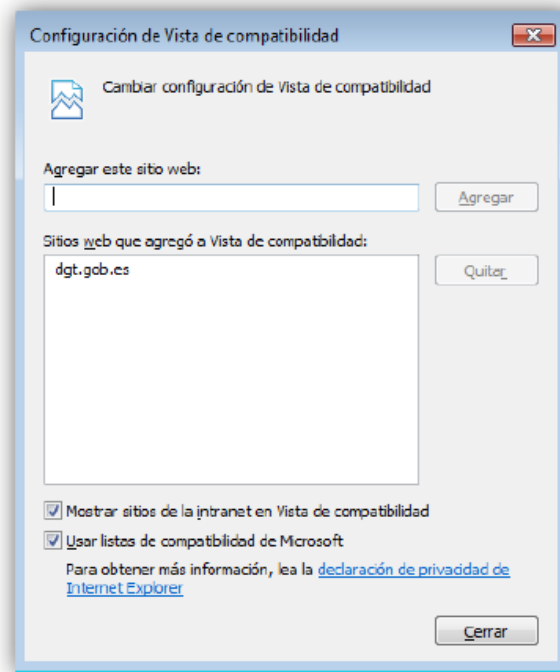 Configuración de Vista de compatibilidad
Cambiar configuración de Vista de compatibilidad
Agregar este sitio web:
Agregar
Sitios web que agregó a Vista de compatibilidad:
dgt.gob.es
Quitar
Mostrar sitios de la intranet en Vista de compatibilidad
Usar listas de compatibilidad de Microsoft
Para obtener más información, lea la declaración de privacidad de
Internet Explorer
Cerrar